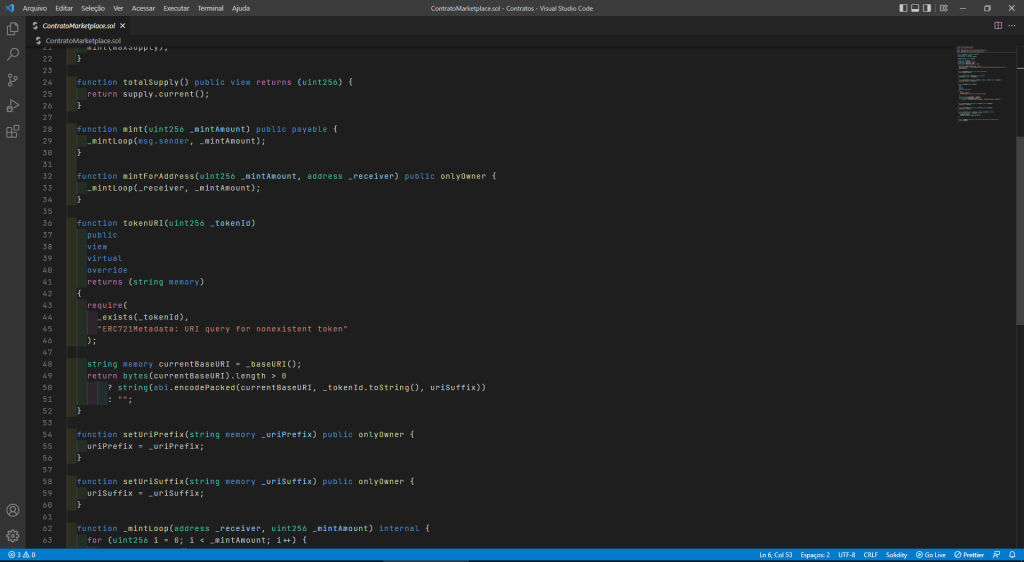 Arquivo Editar Seleção Ver Acessar Executar Terminal Ajuda
ContratoMarketplace.sol - Contratos - Visual Studio Code
ContratoMarketplace.sol
ContratoMarketplace.sol
21 mint(maxSupply);
22 }
23
24 function totalSupply() public view returns (uint256) {
25 return supply.current();
26 }
27
28 function mint(uint256 _mintAmount) public payable {
29 _mintLoop(msg.sender, _mintAmount);
30 }
31
32 function mintForAddress(uint256 _mintAmount, address _receiver) public onlyOwner {
33 _mintLoop(_receiver, _mintAmount);
34 }
35
36 function tokenURI(uint256 _tokenId)
37 public
38 view
39 virtual
40 override
41 returns (string memory)
42 {
43 require(
44 _exists(_tokenId),
45 "ERC721Metadata: URI query for nonexistent token"
46 );
47
48 string memory currentBaseURI = _baseURI();
49 return bytes(currentBaseURI).length > 0
50 ? string(abi.encodePacked(currentBaseURI, _tokenId.toString(), uriSuffix))
51 : "";
52 }
53
54 function setUriPrefix(string memory _uriPrefix) public onlyOwner {
55 uriPrefix = _uriPrefix;
56 }
57
58 function setUriSuffix(string memory _uriSuffix) public onlyOwner {
59 uriSuffix = _uriSuffix;
60 }
61
62 function _mintLoop(address _receiver, uint256 _mintAmount) internal {
63 for (uint256 i = 0; i < _mintAmount; i++) {
3 0 Ln 6, Col 53 Espaços: 2 UTF-8 CRLF Solidity Go Live Prettier